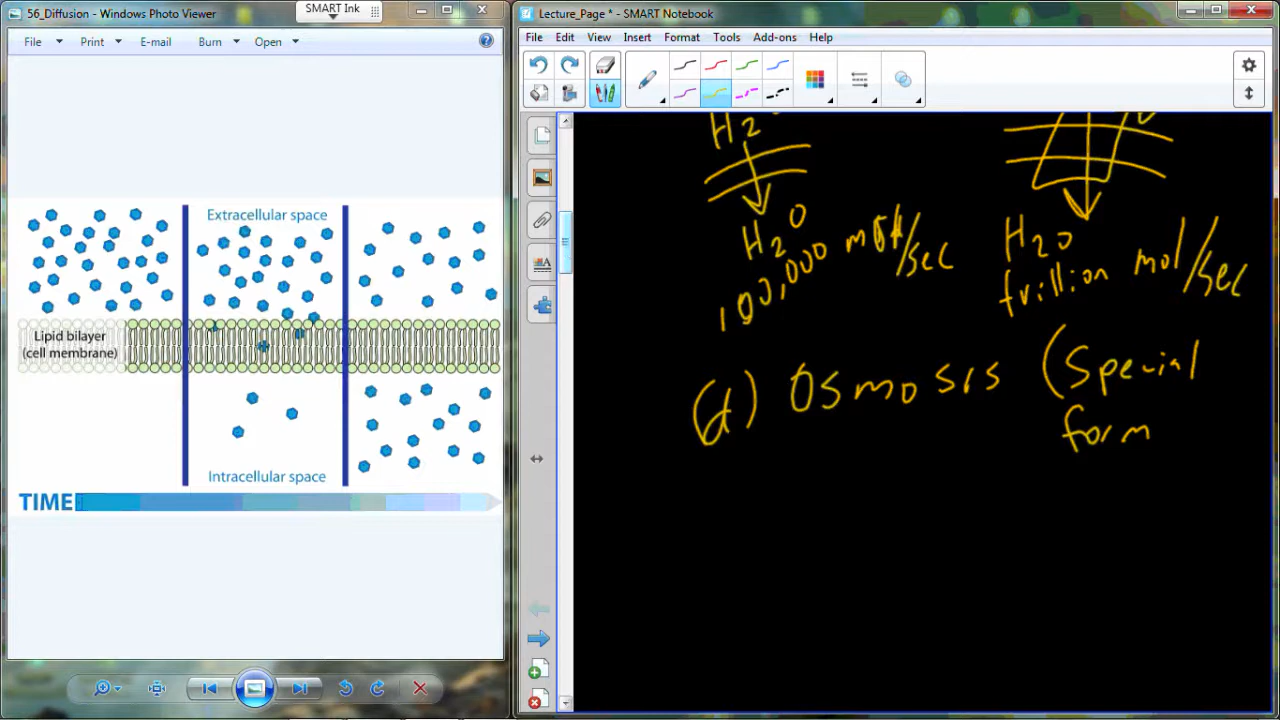 56_Diffusion - Windows Photo Viewer
SMART Ink
File Print E-mail Burn Open
Extracellular space
Lipid bilayer
(cell membrane)
Intracellular space
TIME
Lecture_Page * - SMART Notebook
File Edit View Insert Format Tools Add-ons Help
H2O
H2O
100,000 mol/sec
H2O
frillion mol/sec
(d) Osmosis (Special
form